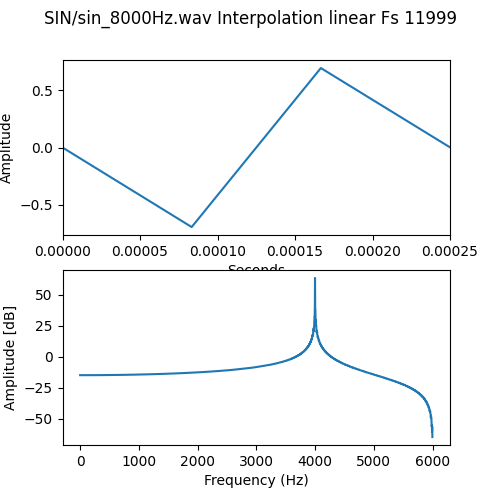 SIN/sin_8000Hz.wav Interpolation linear Fs 11999
Amplitude
0.5
0.0
−0.5
0.00000 0.00005 0.00010 0.00015 0.00020 0.00025
Seconds
Amplitude [dB]
50
25
0
−25
−50
0 1000 2000 3000 4000 5000 6000
Frequency (Hz)